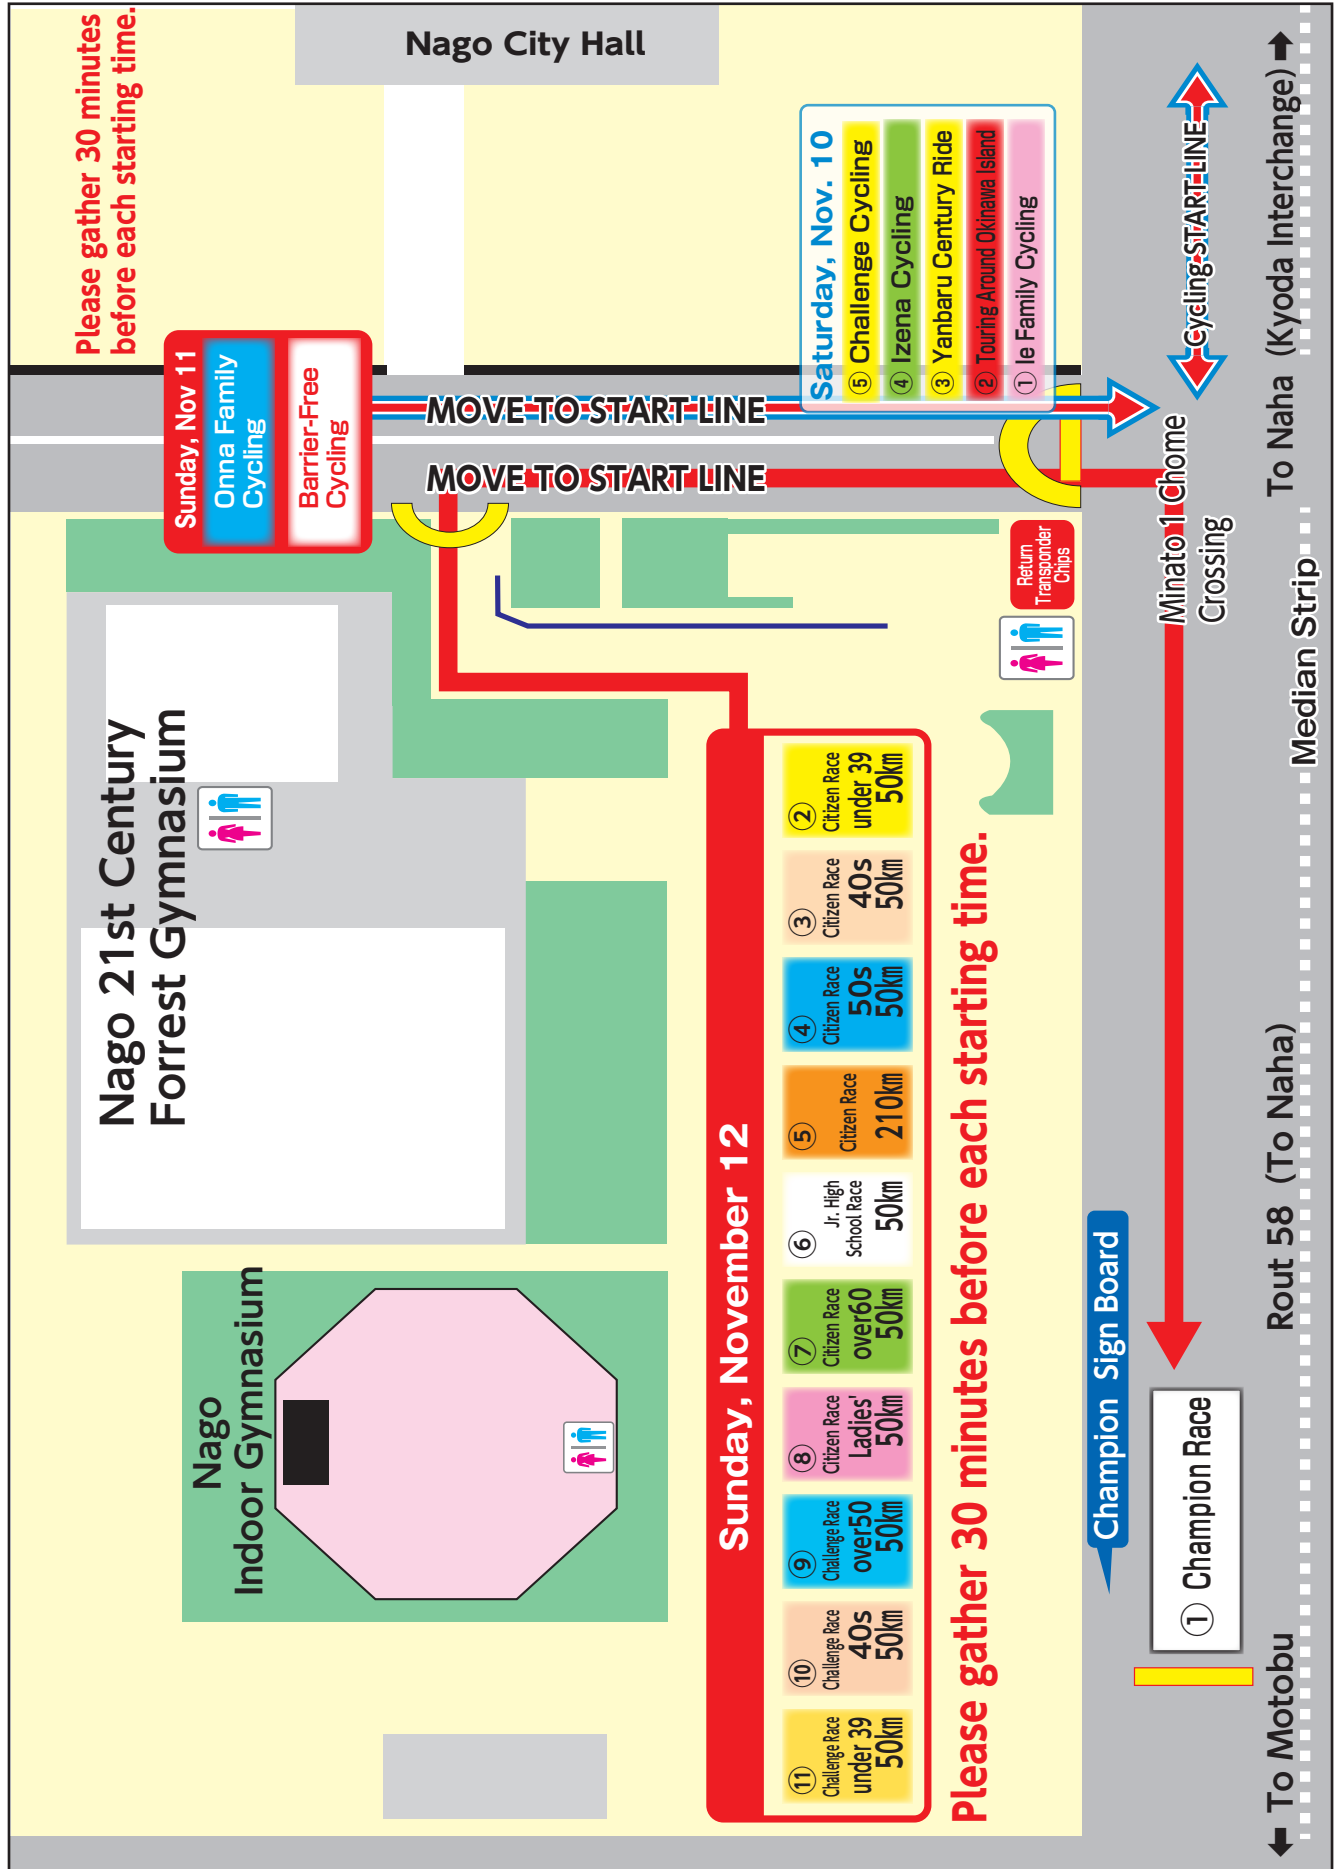 Nago City Hall
Please gather 30 minutes
before each starting time.
Sunday, Nov 11
Onna Family
Cycling
Barrier-Free
Cycling
Saturday, Nov. 10
⑤ Challenge Cycling
④ Izena Cycling
③ Yanbaru Century Ride
② Touring Around Okinawa Island
① Ie Family Cycling
MOVE TO START LINE
MOVE TO START LINE
Cycling START LINE
To Naha (Kyoda Interchange) ➡
Minato 1 Chome
Crossing
Return
Transponder
Chips
Median Strip
Nago 21st Century
Forrest Gymnasium
Nago
Indoor Gymnasium
Sunday, November 12
②
Citizen Race
under 39
50km
③
Citizen Race
40s
50km
④
Citizen Race
50s
50km
⑤
Citizen Race
210km
⑥
Jr. High
School Race
50km
⑦
Citizen Race
over60
50km
⑧
Citizen Race
Ladies'
50km
⑨
Challenge Race
over50
50km
⑩
Challenge Race
40s
50km
⑪
Challenge Race
under 39
50km
Please gather 30 minutes before each starting time.
Champion Sign Board
① Champion Race
Rout 58 (To Naha)
⬅ To Motobu